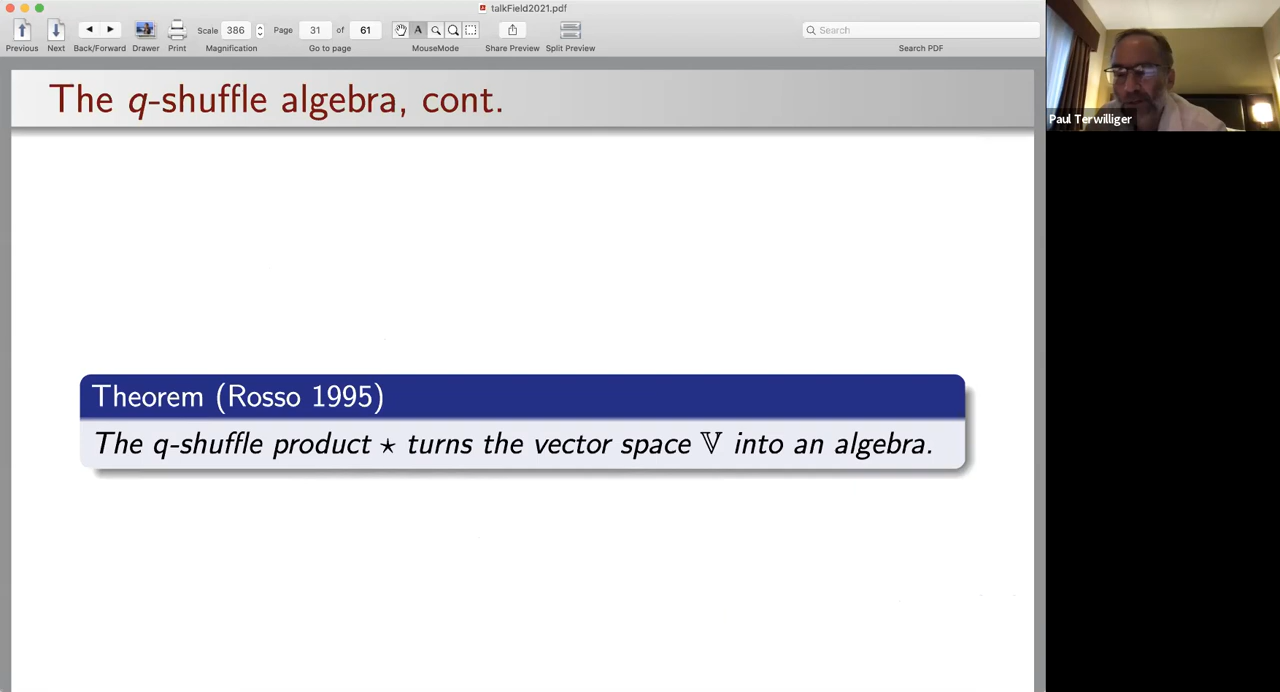 talkField2021.pdf
Scale 386 Page 31 of 61 A Search
Previous Next Back/Forward Drawer Print Magnification Go to page MouseMode Share Preview Split Preview Search PDF
The q-shuffle algebra, cont.
Paul Terwilliger
Theorem (Rosso 1995)
The q-shuffle product ⋆ turns the vector space 𝕍 into an algebra.